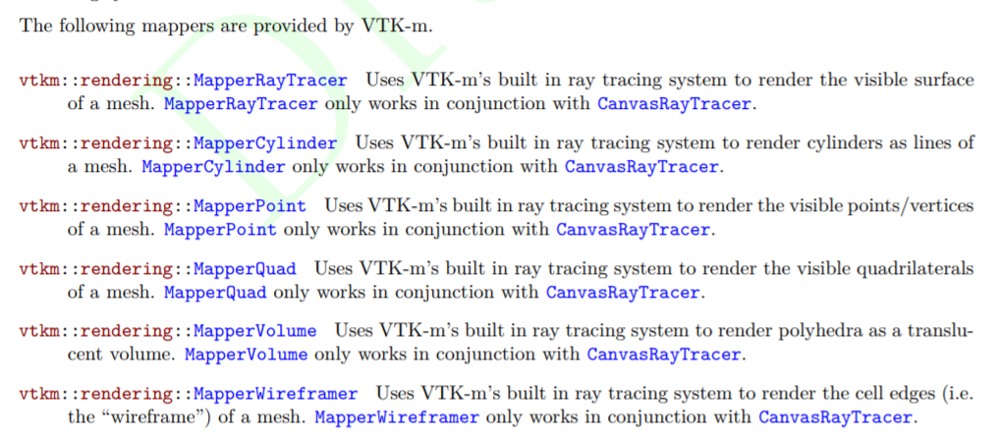 The following mappers are provided by VTK-m.
vtkm::rendering::MapperRayTracer Uses VTK-m's built in ray tracing system to render the visible surface
of a mesh. MapperRayTracer only works in conjunction with CanvasRayTracer.
vtkm::rendering::MapperCylinder Uses VTK-m's built in ray tracing system to render cylinders as lines of
a mesh. MapperCylinder only works in conjunction with CanvasRayTracer.
vtkm::rendering::MapperPoint Uses VTK-m's built in ray tracing system to render the visible points/vertices
of a mesh. MapperPoint only works in conjunction with CanvasRayTracer.
vtkm::rendering::MapperQuad Uses VTK-m's built in ray tracing system to render the visible quadrilaterals
of a mesh. MapperQuad only works in conjunction with CanvasRayTracer.
vtkm::rendering::MapperVolume Uses VTK-m's built in ray tracing system to render polyhedra as a translu-
cent volume. MapperVolume only works in conjunction with CanvasRayTracer.
vtkm::rendering::MapperWireframer Uses VTK-m's built in ray tracing system to render the cell edges (i.e.
the “wireframe”) of a mesh. MapperWireframer only works in conjunction with CanvasRayTracer.